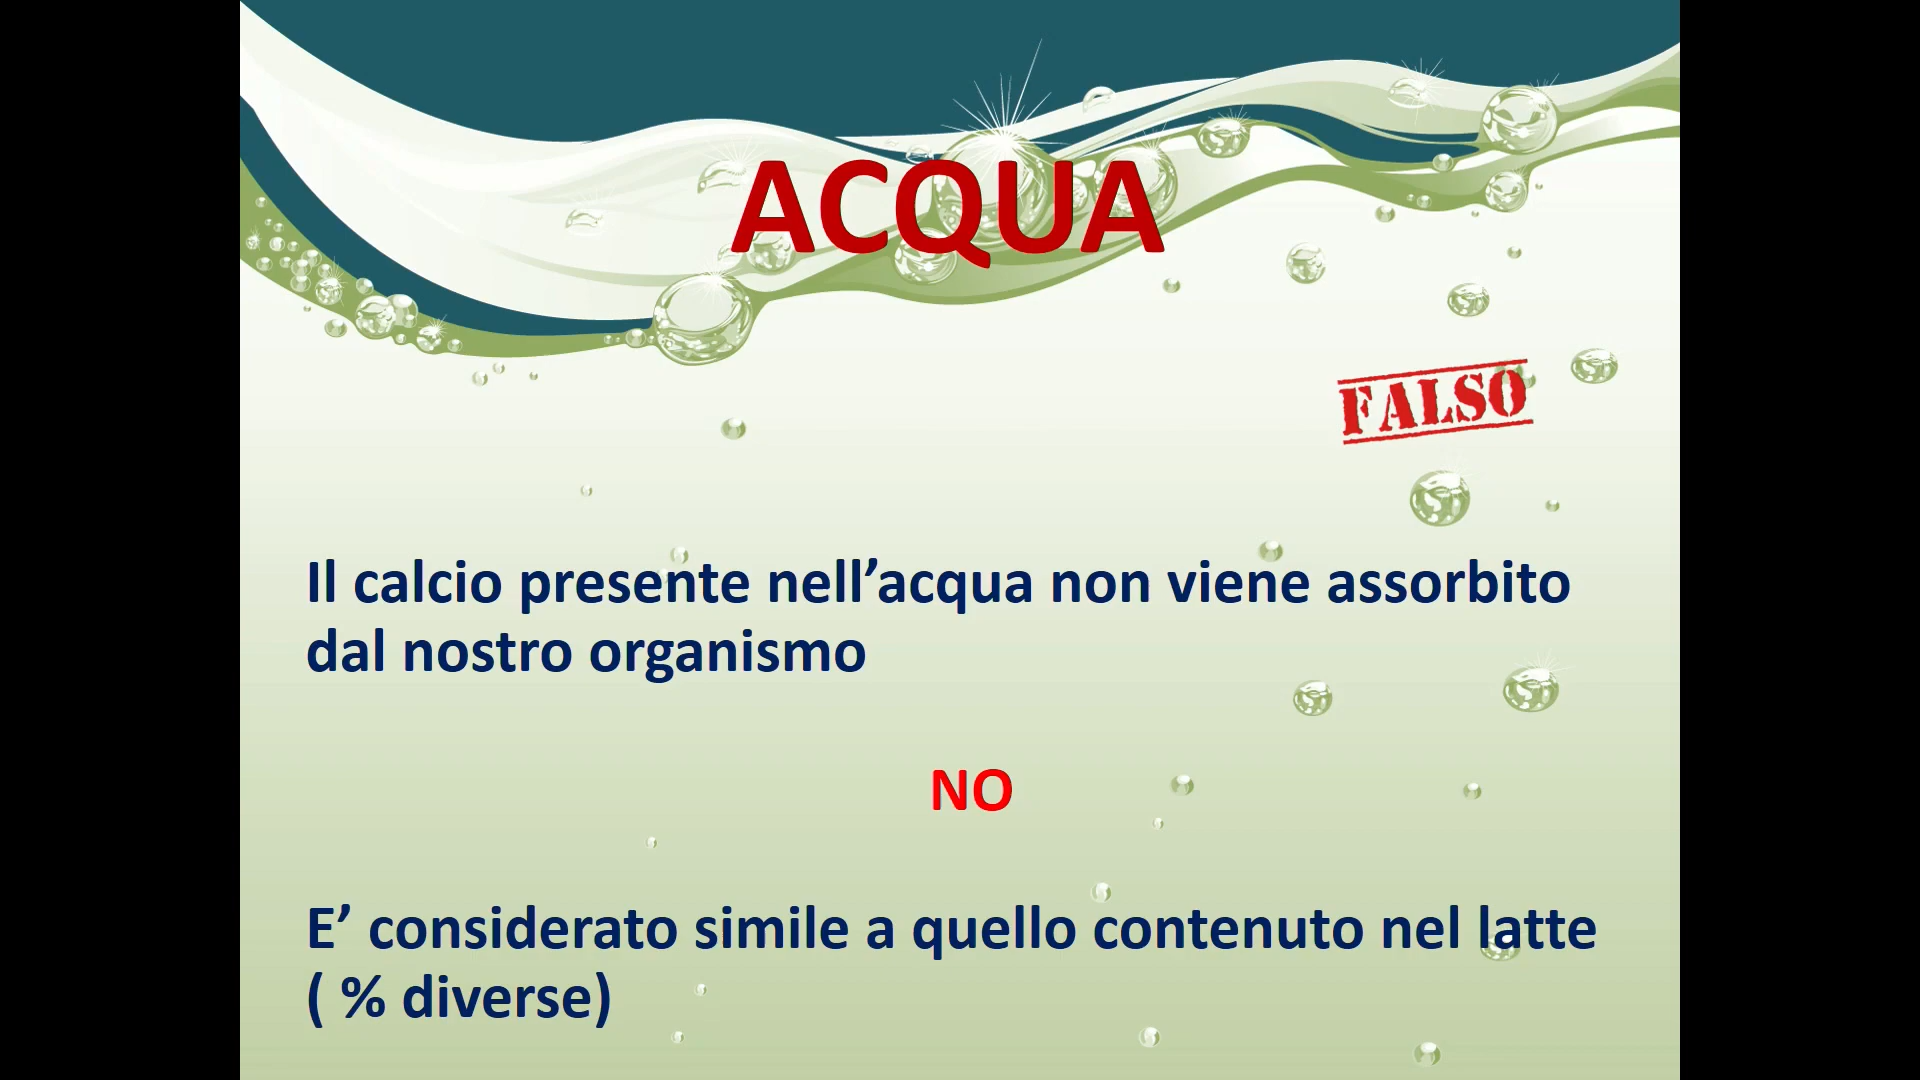 ACQUA
FALSO
Il calcio presente nell’acqua non viene assorbito
dal nostro organismo
NO
E’ considerato simile a quello contenuto nel latte
( % diverse)